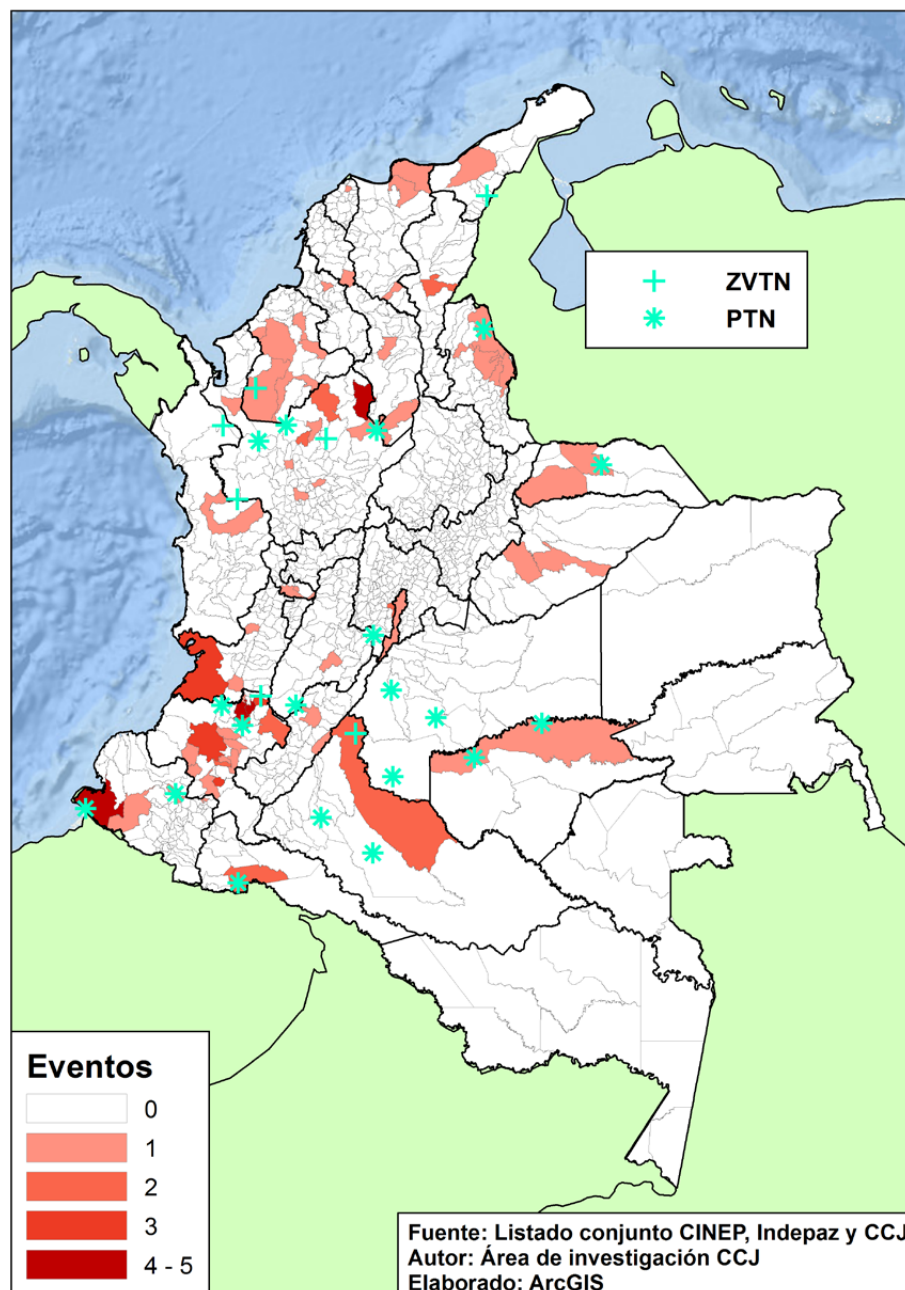 ZVTN
PTN
Eventos
0
1
2
3
4 - 5
Fuente: Listado conjunto CINEP, Indepaz y CCJ
Autor: Área de investigación CCJ
Elaborado: ArcGIS